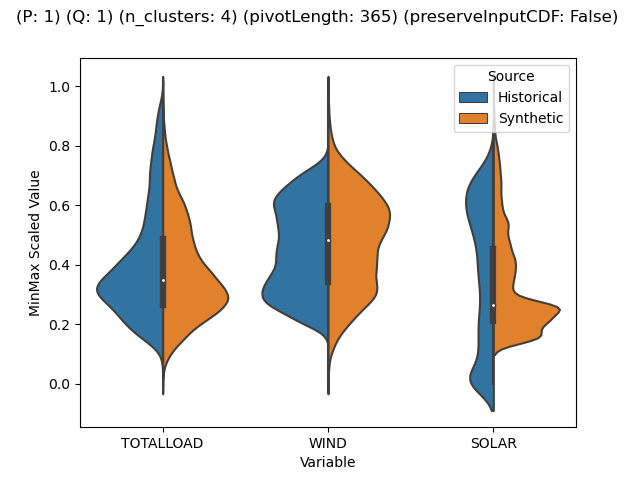 (P: 1) (Q: 1) (n_clusters: 4) (pivotLength: 365) (preserveInputCDF: False)
Source
Historical
Synthetic
MinMax Scaled Value
1.0
0.8
0.6
0.4
0.2
0.0
TOTALLOAD WIND SOLAR
Variable